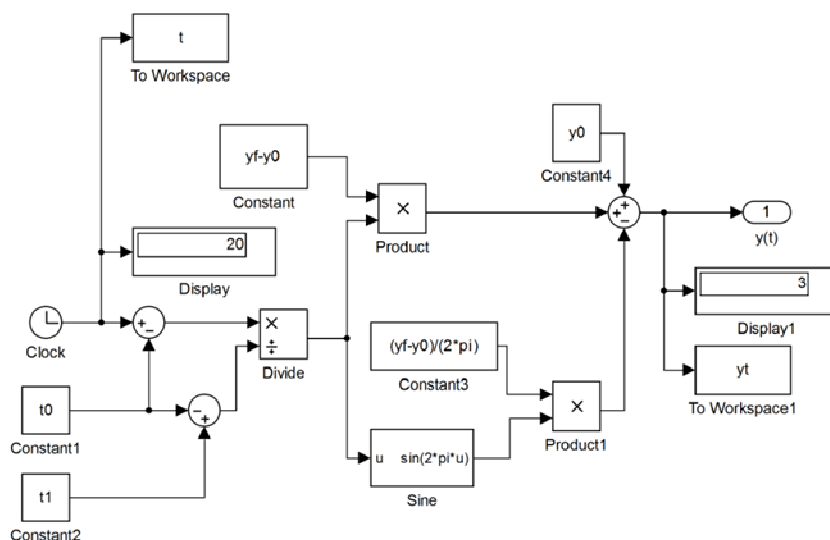 t
To Workspace
yf-y0
Constant
y0
Constant4
×
Product
+
+
−
1
y(t)
20
Display
3
Display1
Clock
+
−
×
÷
Divide
(yf-y0)/(2*pi)
Constant3
yt
To Workspace1
t0
Constant1
−
+
×
Product1
u sin(2*pi*u)
Sine
t1
Constant2